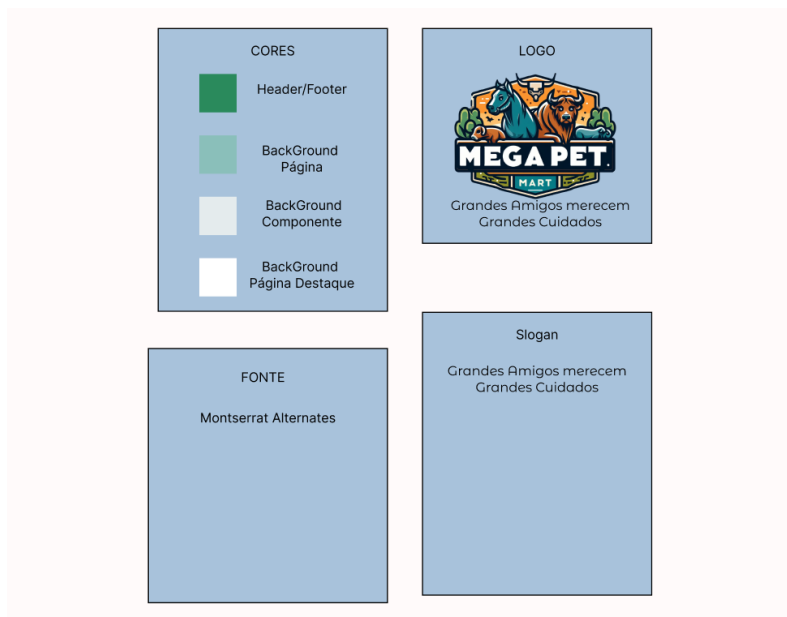 CORES
Header/Footer
BackGround
Página
BackGround
Componente
BackGround
Página Destaque
LOGO
MEGA PET.
MART
Grandes Amigos merecem
Grandes Cuidados
FONTE
Montserrat Alternates
Slogan
Grandes Amigos merecem
Grandes Cuidados